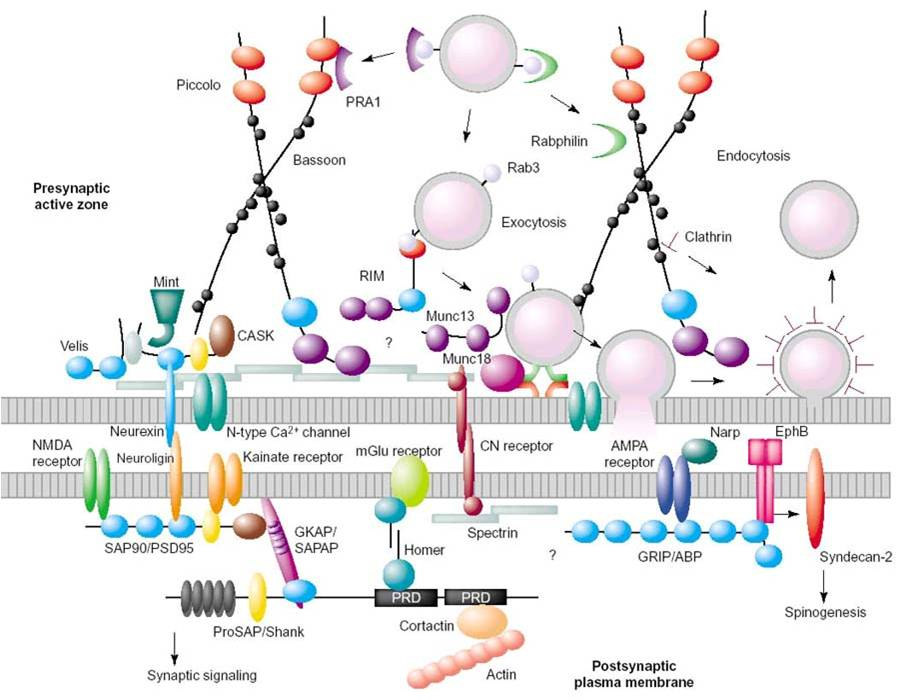 Piccolo
PRA1
Bassoon
Rabphilin
Endocytosis
Rab3
Presynaptic
active zone
Exocytosis
Clathrin
RIM
Mint
Munc13
Velis
CASK
?
Munc18
Neurexin
N-type Ca²⁺ channel
Narp
EphB
NMDA
receptor
Neuroligin
Kainate receptor
mGlu receptor
CN receptor
AMPA
receptor
SAP90/PSD95
GKAP/
SAPAP
Spectrin
Homer
?
GRIP/ABP
Syndecan-2
PRD
PRD
Spinogenesis
ProSAP/Shank
Cortactin
Synaptic signaling
Actin
Postsynaptic
plasma membrane